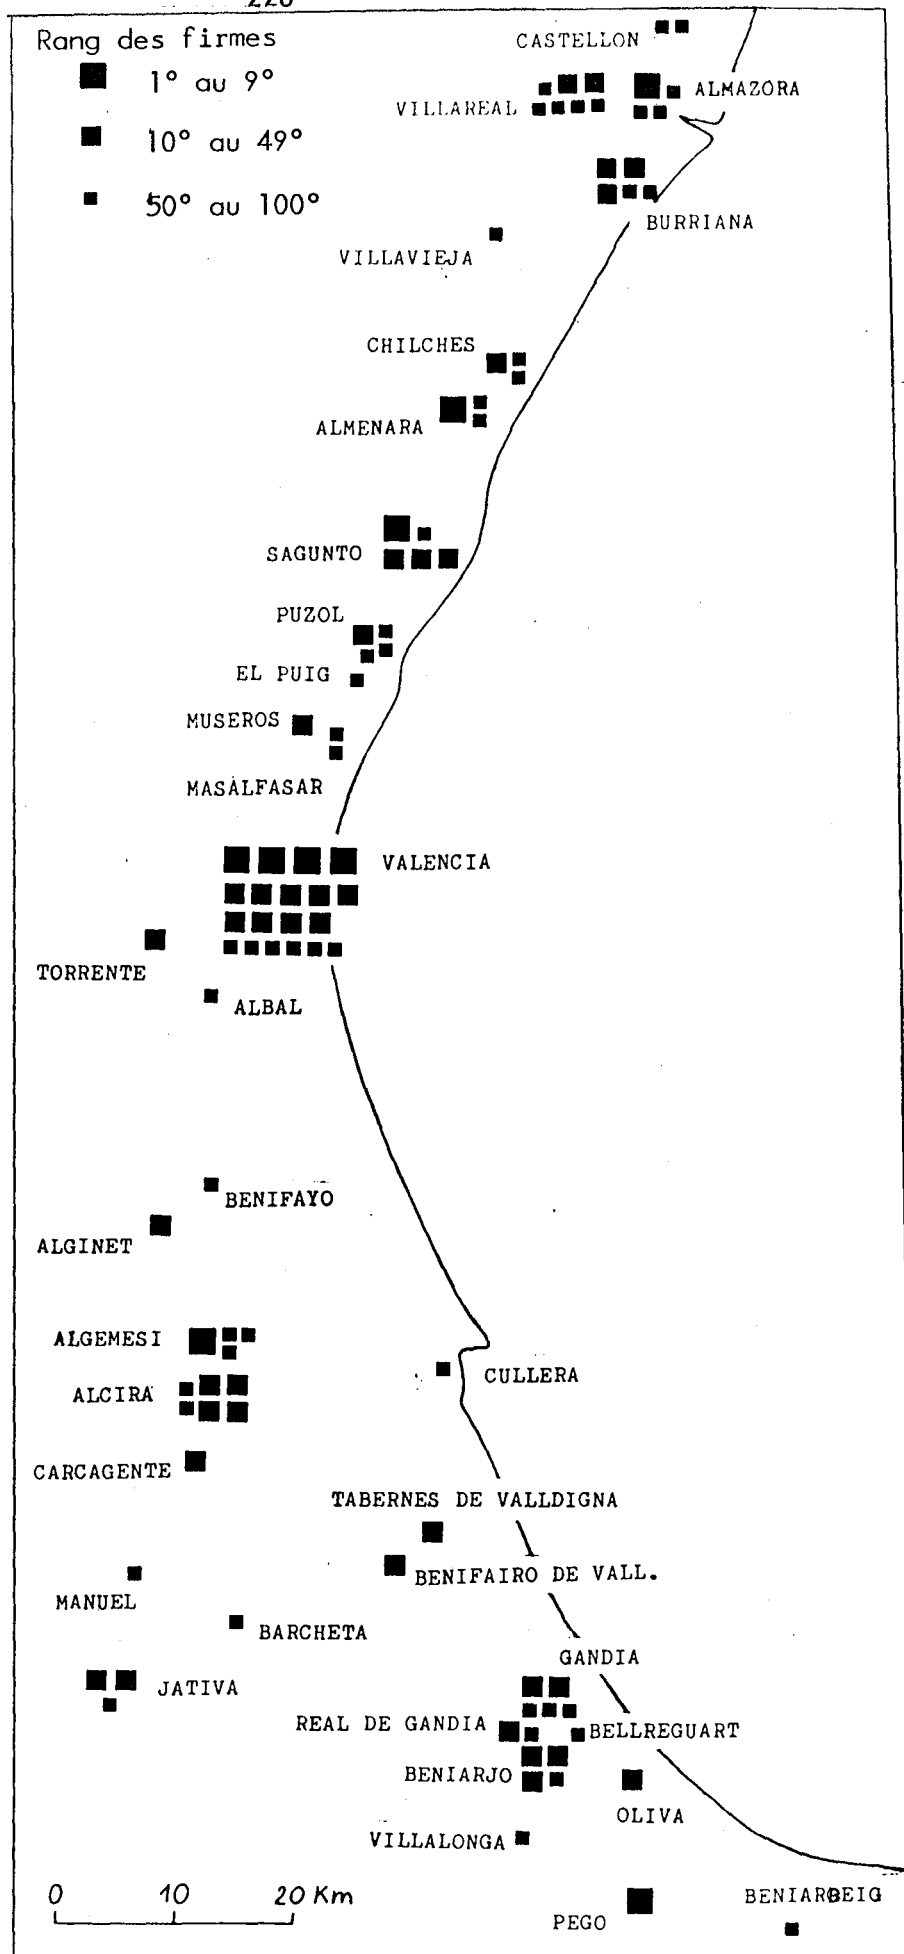 Rang des firmes
1° au 9°
10° au 49°
50° au 100°
CASTELLON
ALMAZORA
VILLAREAL
BURRIANA
VILLAVIEJA
CHILCHES
ALMENARA
SAGUNTO
PUZOL
EL PUIG
MUSEROS
MASALFASAR
VALENCIA
TORRENTE
ALBAL
BENIFAYO
ALGINET
ALGEMESI
CULLERA
ALCIRA
CARCAGENTE
TABERNES DE VALLDIGNA
BENIFAIRO DE VALL.
MANUEL
BARCHETA
GANDIA
JATIVA
REAL DE GANDIA
BELLREGUART
BENIARJO
OLIVA
VILLALONGA
0 10 20 Km
BENIARBEIG
PEGO